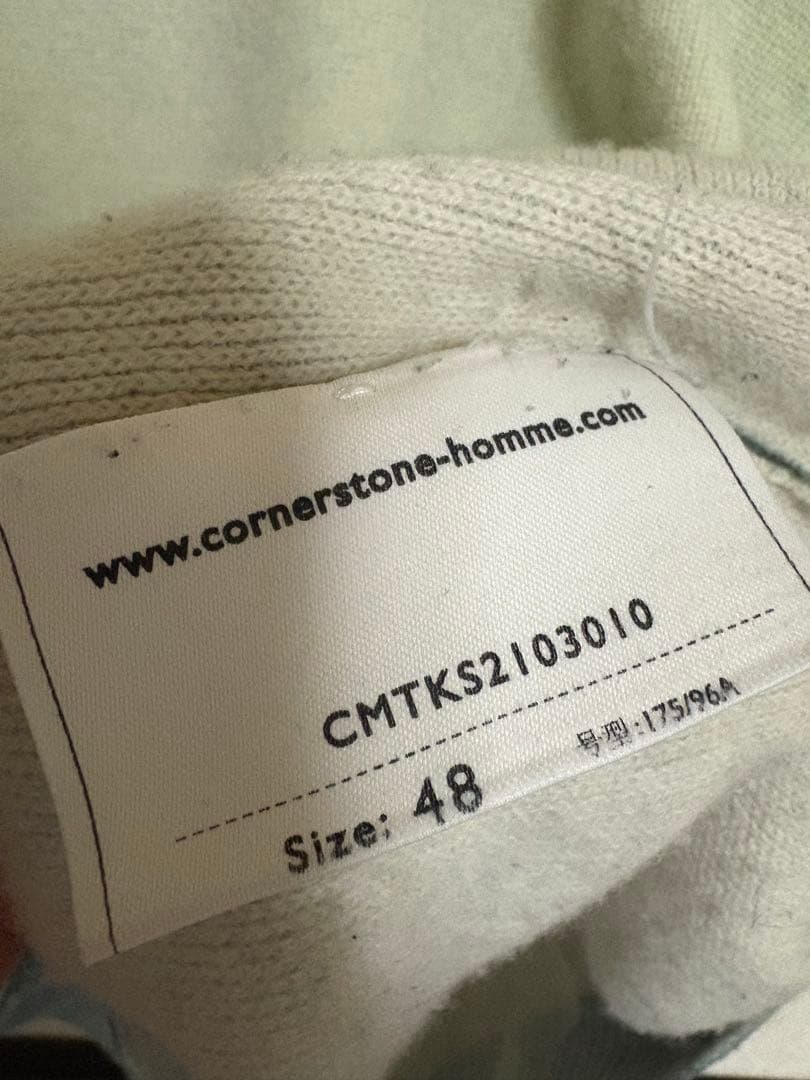 www.cornerstone-homme.com
CMTKS2103010
Size: 48 号型:175/96A